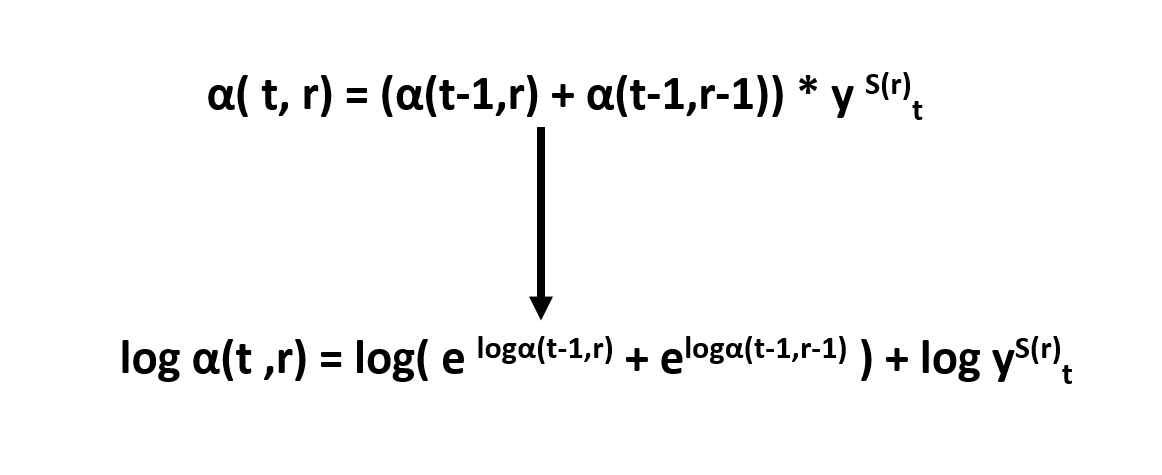 α( t, r) = (α(t-1,r) + α(t-1,r-1)) * y S(r)t
log α(t ,r) = log( e logα(t-1,r) + elogα(t-1,r-1) ) + log yS(r)t